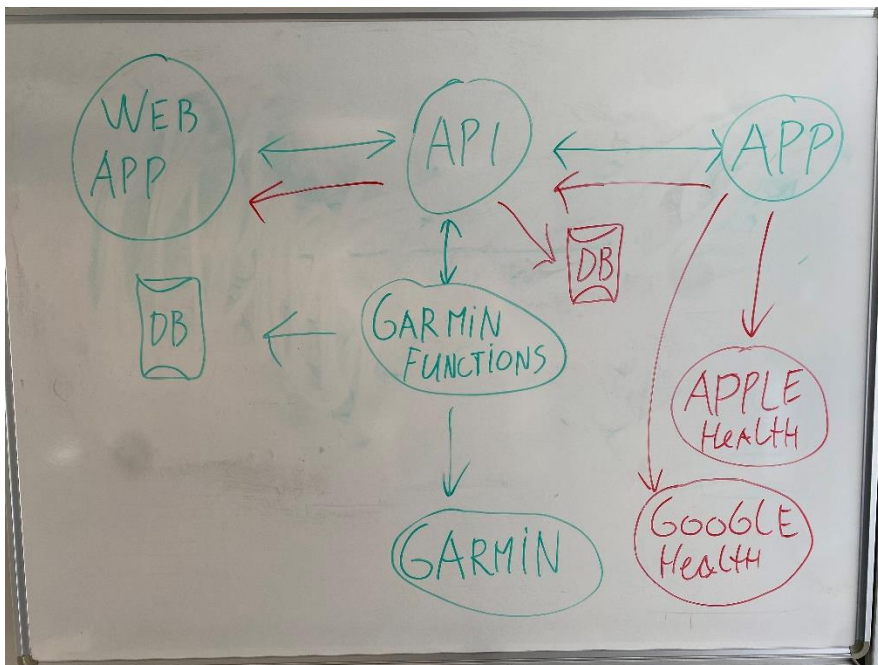 WEB
APP
API
APP
DB
DB
GARMIN
FUNCTIONS
APPLE
HEALTH
GOOGLE
HEALTH
GARMIN